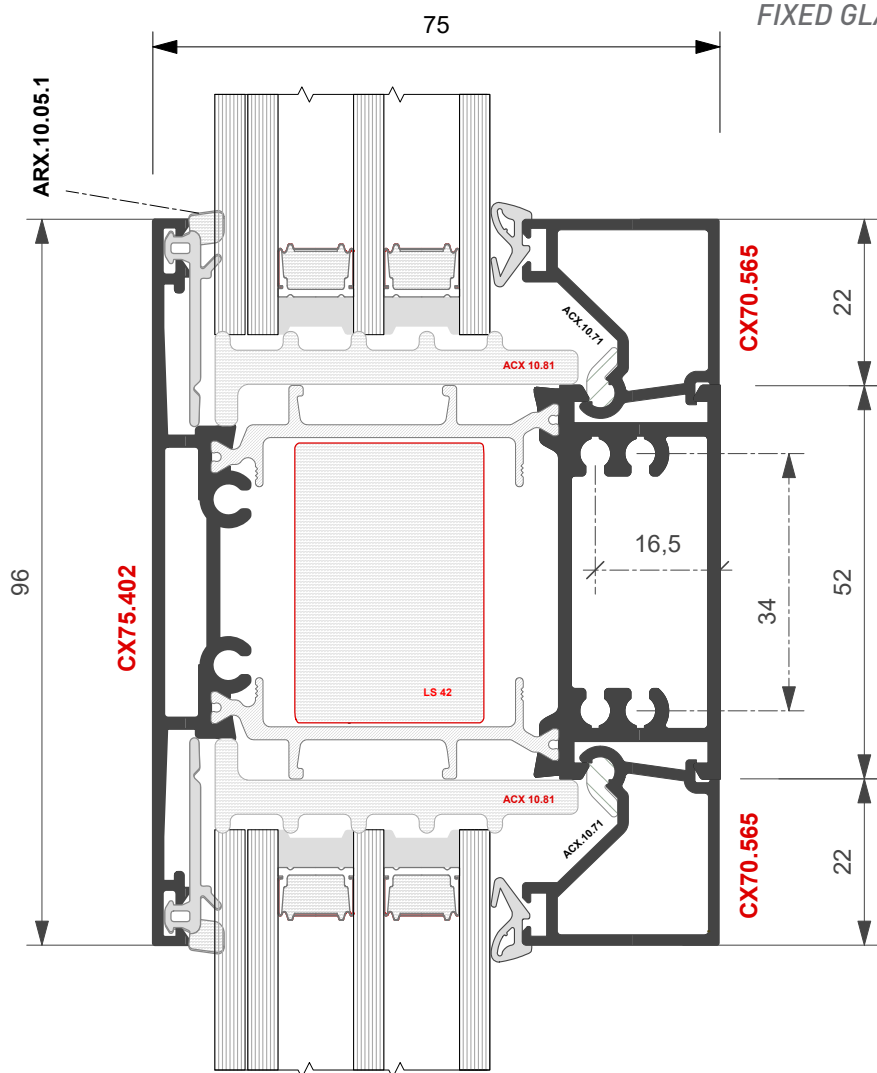 FIXED GLA
75
ARX.10.05.1
CX70.565
22
ACX.10.71
ACX 10.81
16,5
96
CX75.402
34
52
LS 42
ACX 10.81
ACX.10.71
CX70.565
22